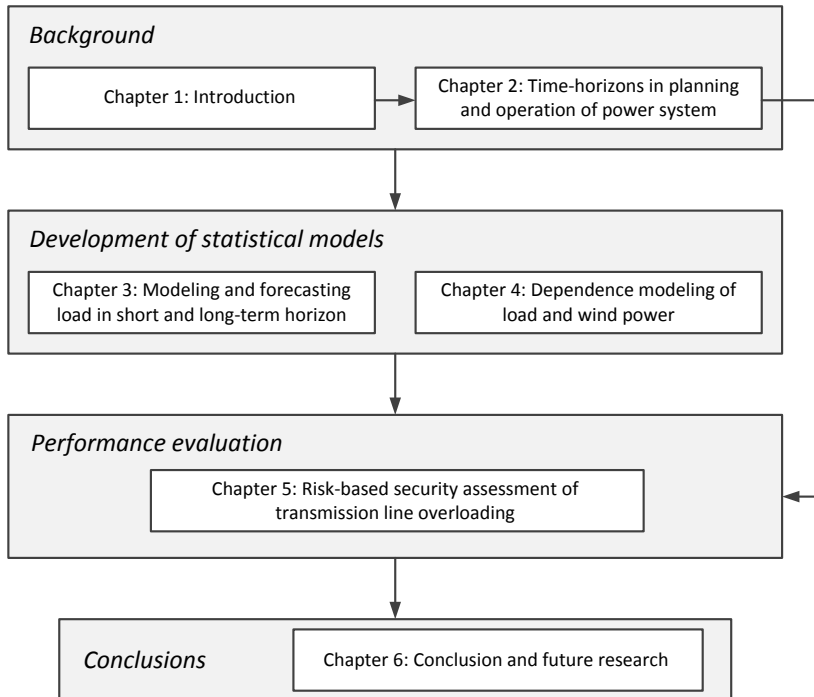 Background
Chapter 1: Introduction
Chapter 2: Time-horizons in planning
and operation of power system
Development of statistical models
Chapter 3: Modeling and forecasting
load in short and long-term horizon
Chapter 4: Dependence modeling of
load and wind power
Performance evaluation
Chapter 5: Risk-based security assessment of
transmission line overloading
Conclusions
Chapter 6: Conclusion and future research